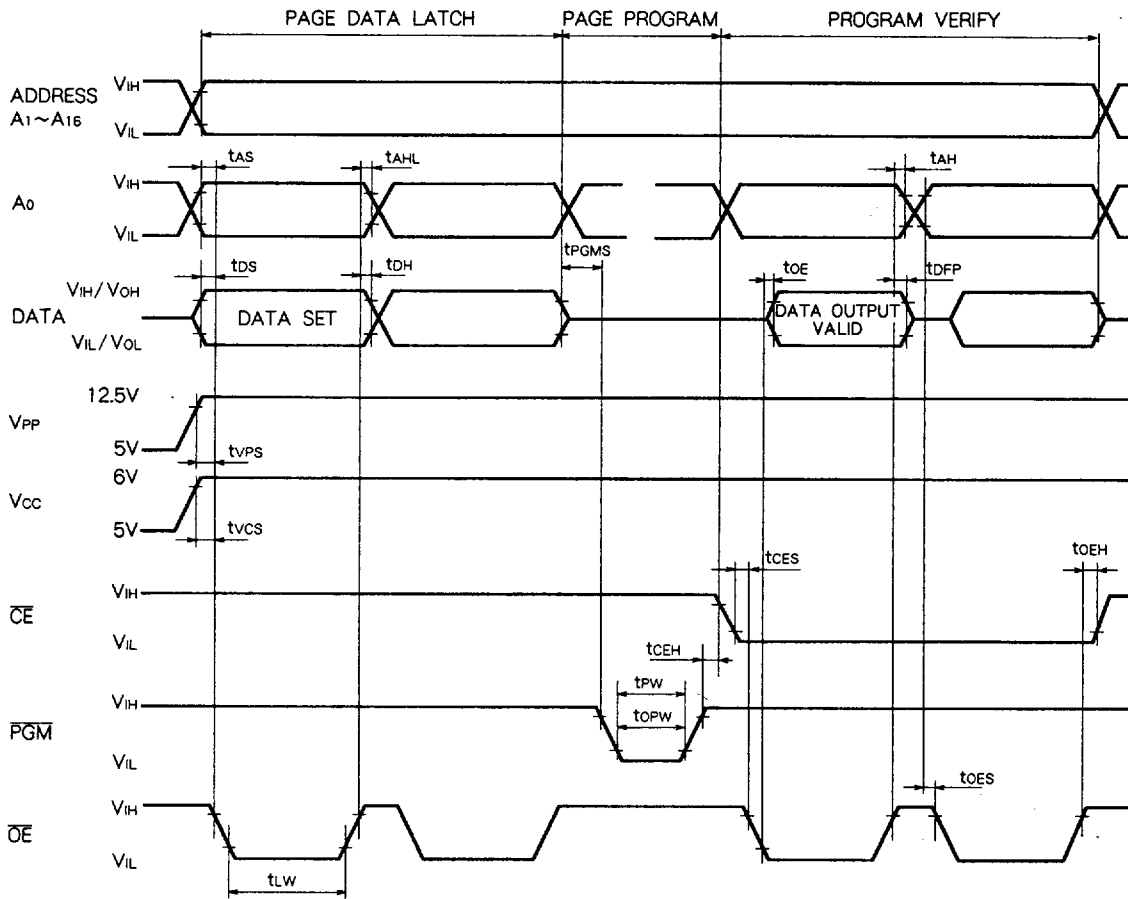 PAGE DATA LATCH PAGE PROGRAM PROGRAM VERIFY
ADDRESS
A1~A16
VIH
VIL
tAS tAHL tAH
A0
VIH
VIL
tPGMS
tDS tDH tOE tDFP
DATA
VIH/VOH
VIL/VOL
DATA SET
DATA OUTPUT
VALID
VPP
12.5V
5V
tVPS
VCC
6V
5V
tVCS
tCES tOEH
CE
VIH
VIL
tCEH
tPW
PGM
VIH
tOPW
VIL
tOES
OE
VIH
VIL
tLW